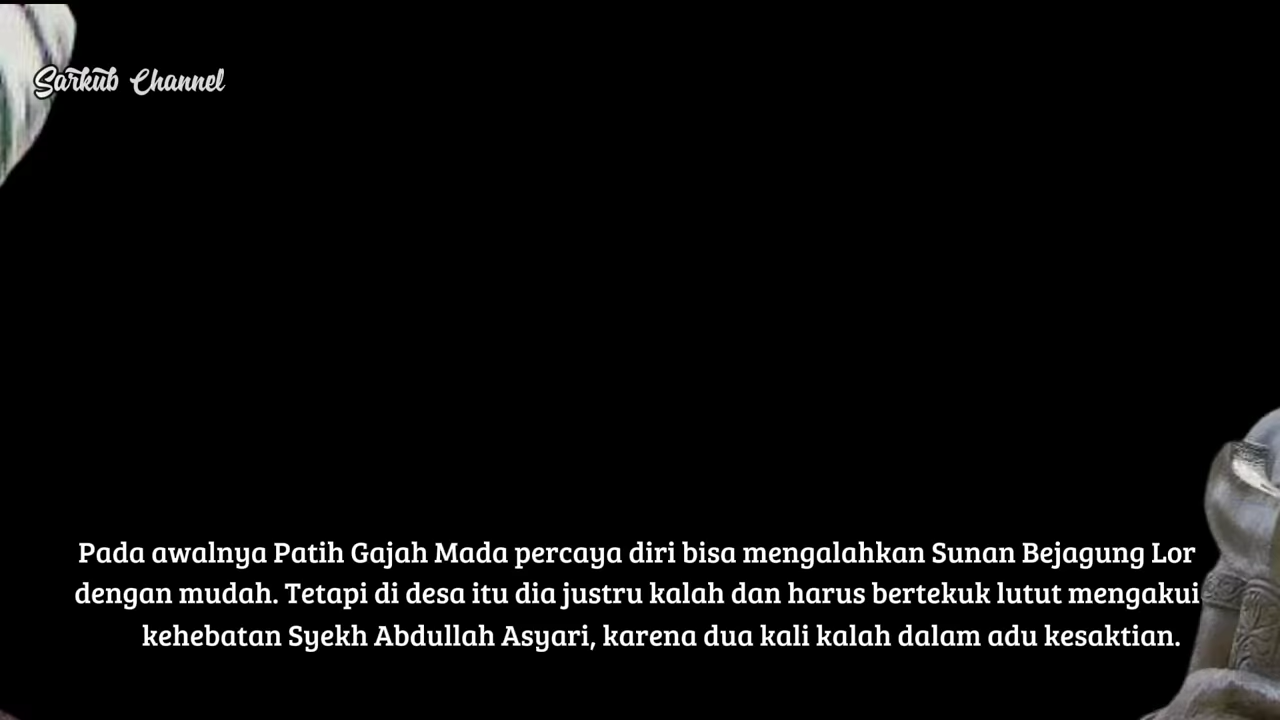 Sarkub Channel
Pada awalnya Patih Gajah Mada percaya diri bisa mengalahkan Sunan Bejagung Lor
dengan mudah. Tetapi di desa itu dia justru kalah dan harus bertekuk lutut mengakui
kehebatan Syekh Abdullah Asyari, karena dua kali kalah dalam adu kesaktian.